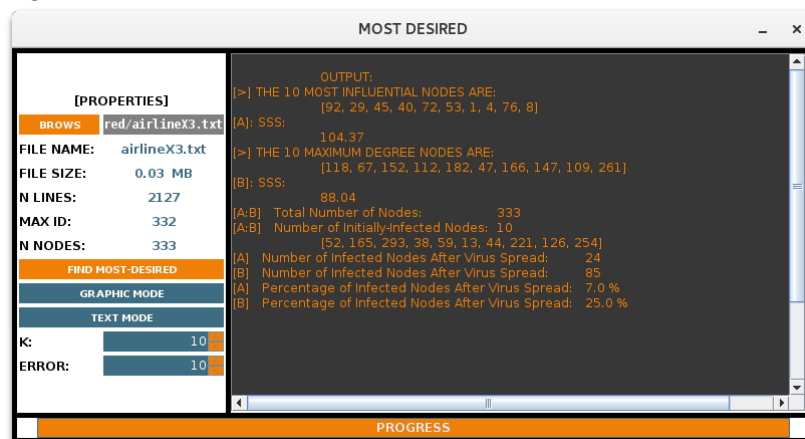 MOST DESIRED
[PROPERTIES]
BROWS red/airlineX3.txt
FILE NAME: airlineX3.txt
FILE SIZE: 0.03 MB
N LINES: 2127
MAX ID: 332
N NODES: 333
FIND MOST-DESIRED
GRAPHIC MODE
TEXT MODE
K: 10
ERROR: 10
OUTPUT:
[>] THE 10 MOST INFLUENTIAL NODES ARE:
[92, 29, 45, 40, 72, 53, 1, 4, 76, 8]
[A]: SSS:
104.37
[>] THE 10 MAXIMUM DEGREE NODES ARE:
[118, 67, 152, 112, 182, 47, 166, 147, 109, 261]
[B]: SSS:
88.04
[A:B] Total Number of Nodes: 333
[A:B] Number of Initially-Infected Nodes: 10
[52, 165, 293, 38, 59, 13, 44, 221, 126, 254]
[A] Number of Infected Nodes After Virus Spread: 24
[B] Number of Infected Nodes After Virus Spread: 85
[A] Percentage of Infected Nodes After Virus Spread: 7.0 %
[B] Percentage of Infected Nodes After Virus Spread: 25.0 %
PROGRESS